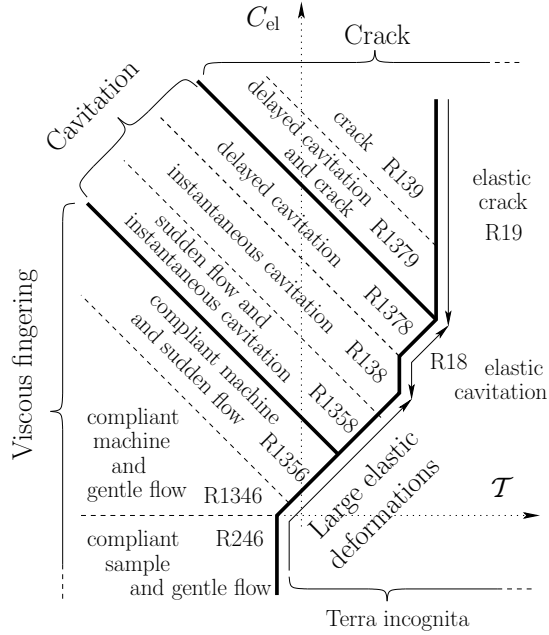 C_el
Crack
crack
R139
delayed cavitation
and crack
R1379
Cavitation
delayed cavitation
R1378
instantaneous cavitation
R138
sudden flow and
instantaneous cavitation
R1358
compliant machine
and sudden flow
R1356
elastic
crack
R19
R18
elastic
cavitation
Viscous fingering
compliant
machine
and
gentle flow
R1346
Large elastic
deformations
𝒯
compliant
sample
and gentle flow
R246
Terra incognita